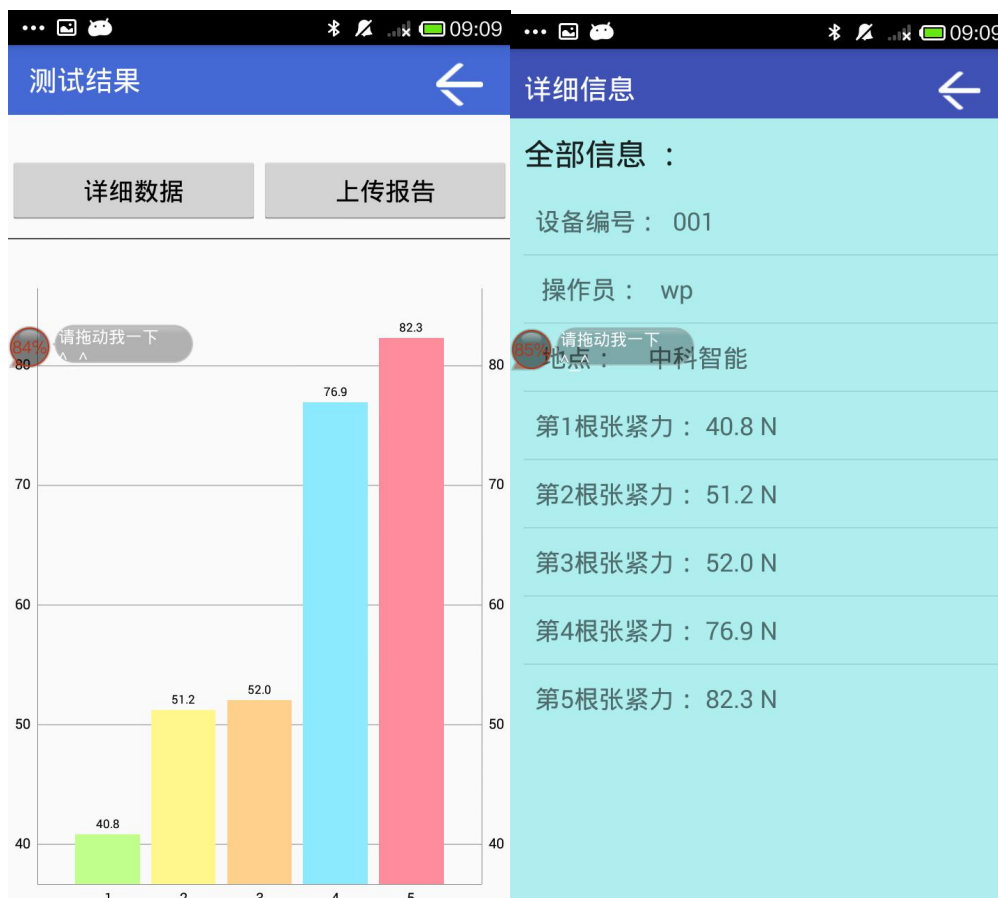 09:09
测试结果
详细数据
上传报告
84%
请拖动我一下
^_^
80
70
60
50
40
80
70
60
50
40
40.8
51.2
52.0
76.9
82.3
1
2
3
4
5
09:09
详细信息
全部信息 :
设备编号 : 001
操作员 : wp
85%
请拖动我一下
^_^
地点 : 中科智能
第1根张紧力 : 40.8 N
第2根张紧力 : 51.2 N
第3根张紧力 : 52.0 N
第4根张紧力 : 76.9 N
第5根张紧力 : 82.3 N